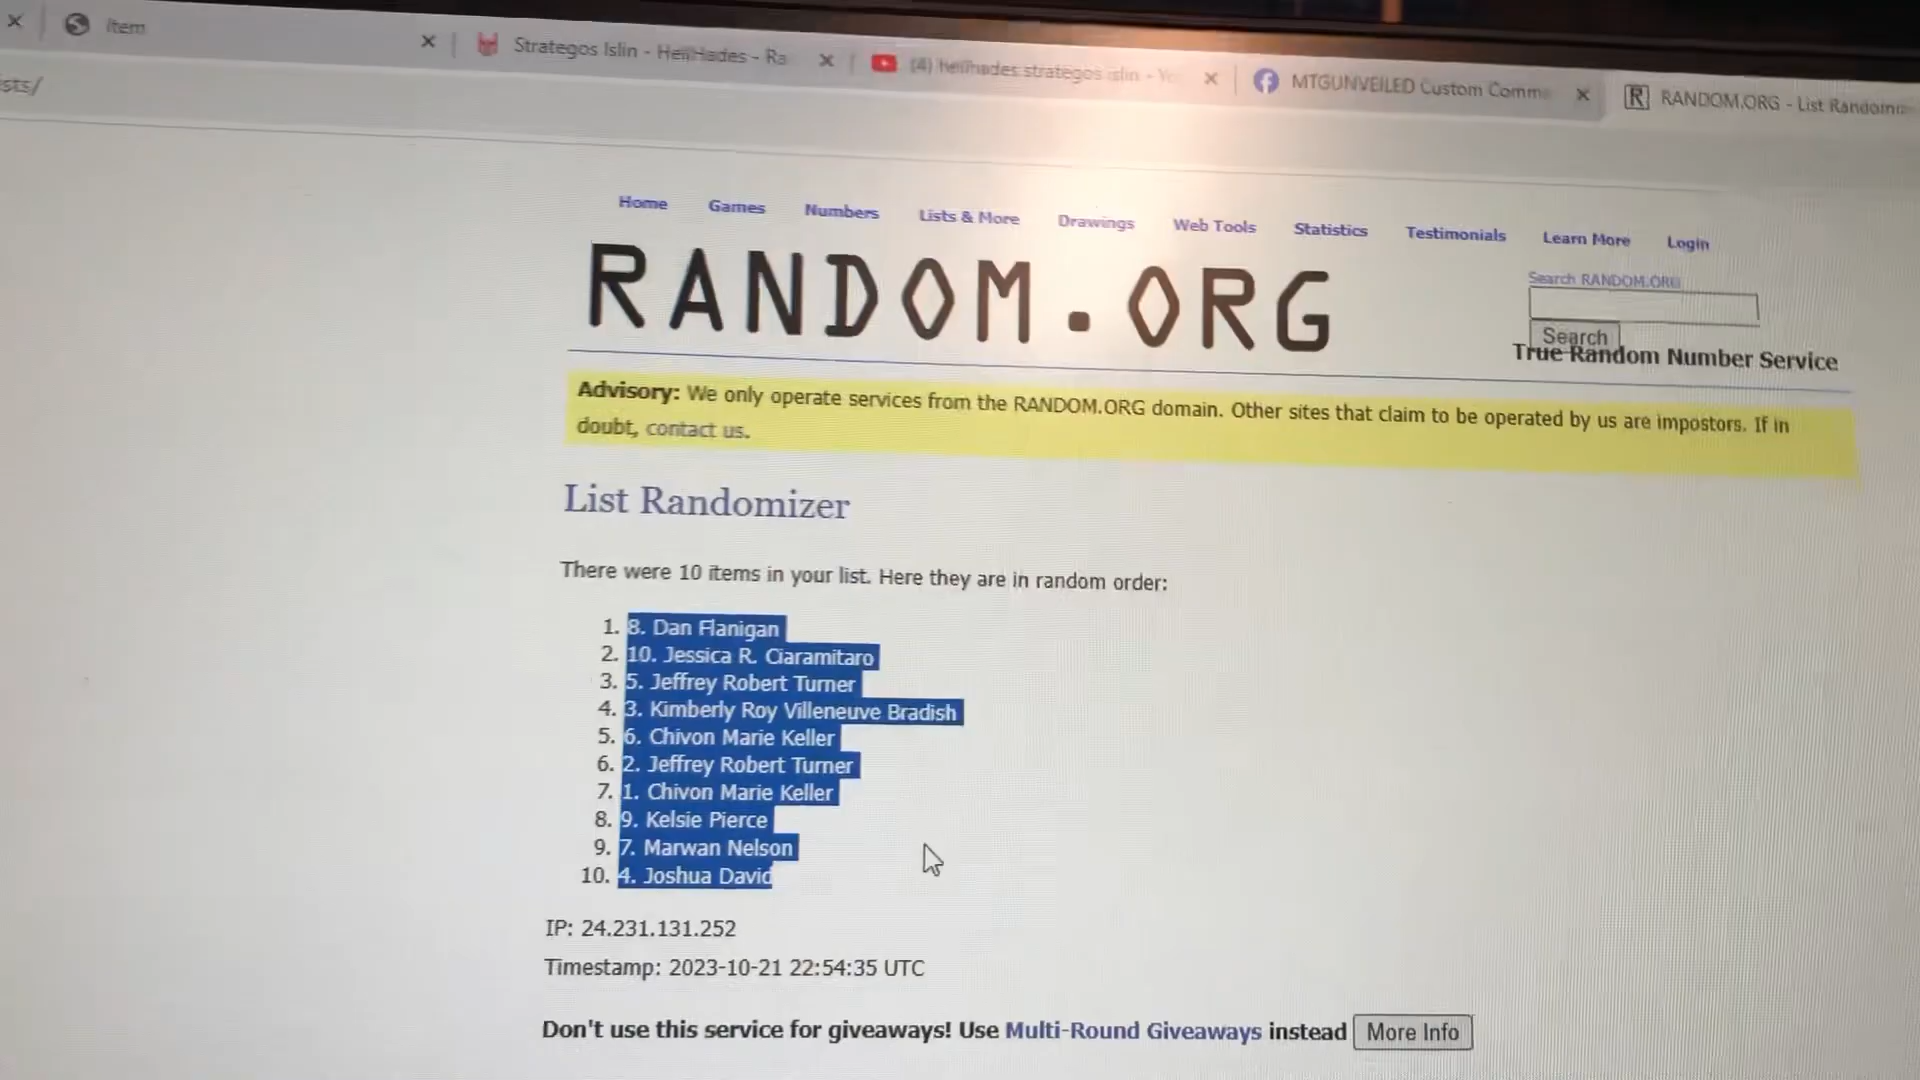 item
Strategos Islin - HellHades - Ra
(4) hellhades strategos islin - Yo
MTGUNVEILED Custom Comme
RANDOM.ORG - List Randomiz
sts/
Home Games Numbers Lists & More Drawings Web Tools Statistics Testimonials Learn More Login
RANDOM.ORG
Search RANDOM.ORG
Search
True Random Number Service
Advisory: We only operate services from the RANDOM.ORG domain. Other sites that claim to be operated by us are impostors. If in
doubt, contact us.
List Randomizer
There were 10 items in your list. Here they are in random order:
1. 8. Dan Flanigan
2. 10. Jessica R. Ciaramitaro
3. 5. Jeffrey Robert Turner
4. 3. Kimberly Roy Villeneuve Bradish
5. 6. Chivon Marie Keller
6. 2. Jeffrey Robert Turner
7. 1. Chivon Marie Keller
8. 9. Kelsie Pierce
9. 7. Marwan Nelson
10. 4. Joshua David
IP: 24.231.131.252
Timestamp: 2023-10-21 22:54:35 UTC
Don't use this service for giveaways! Use Multi-Round Giveaways instead More Info